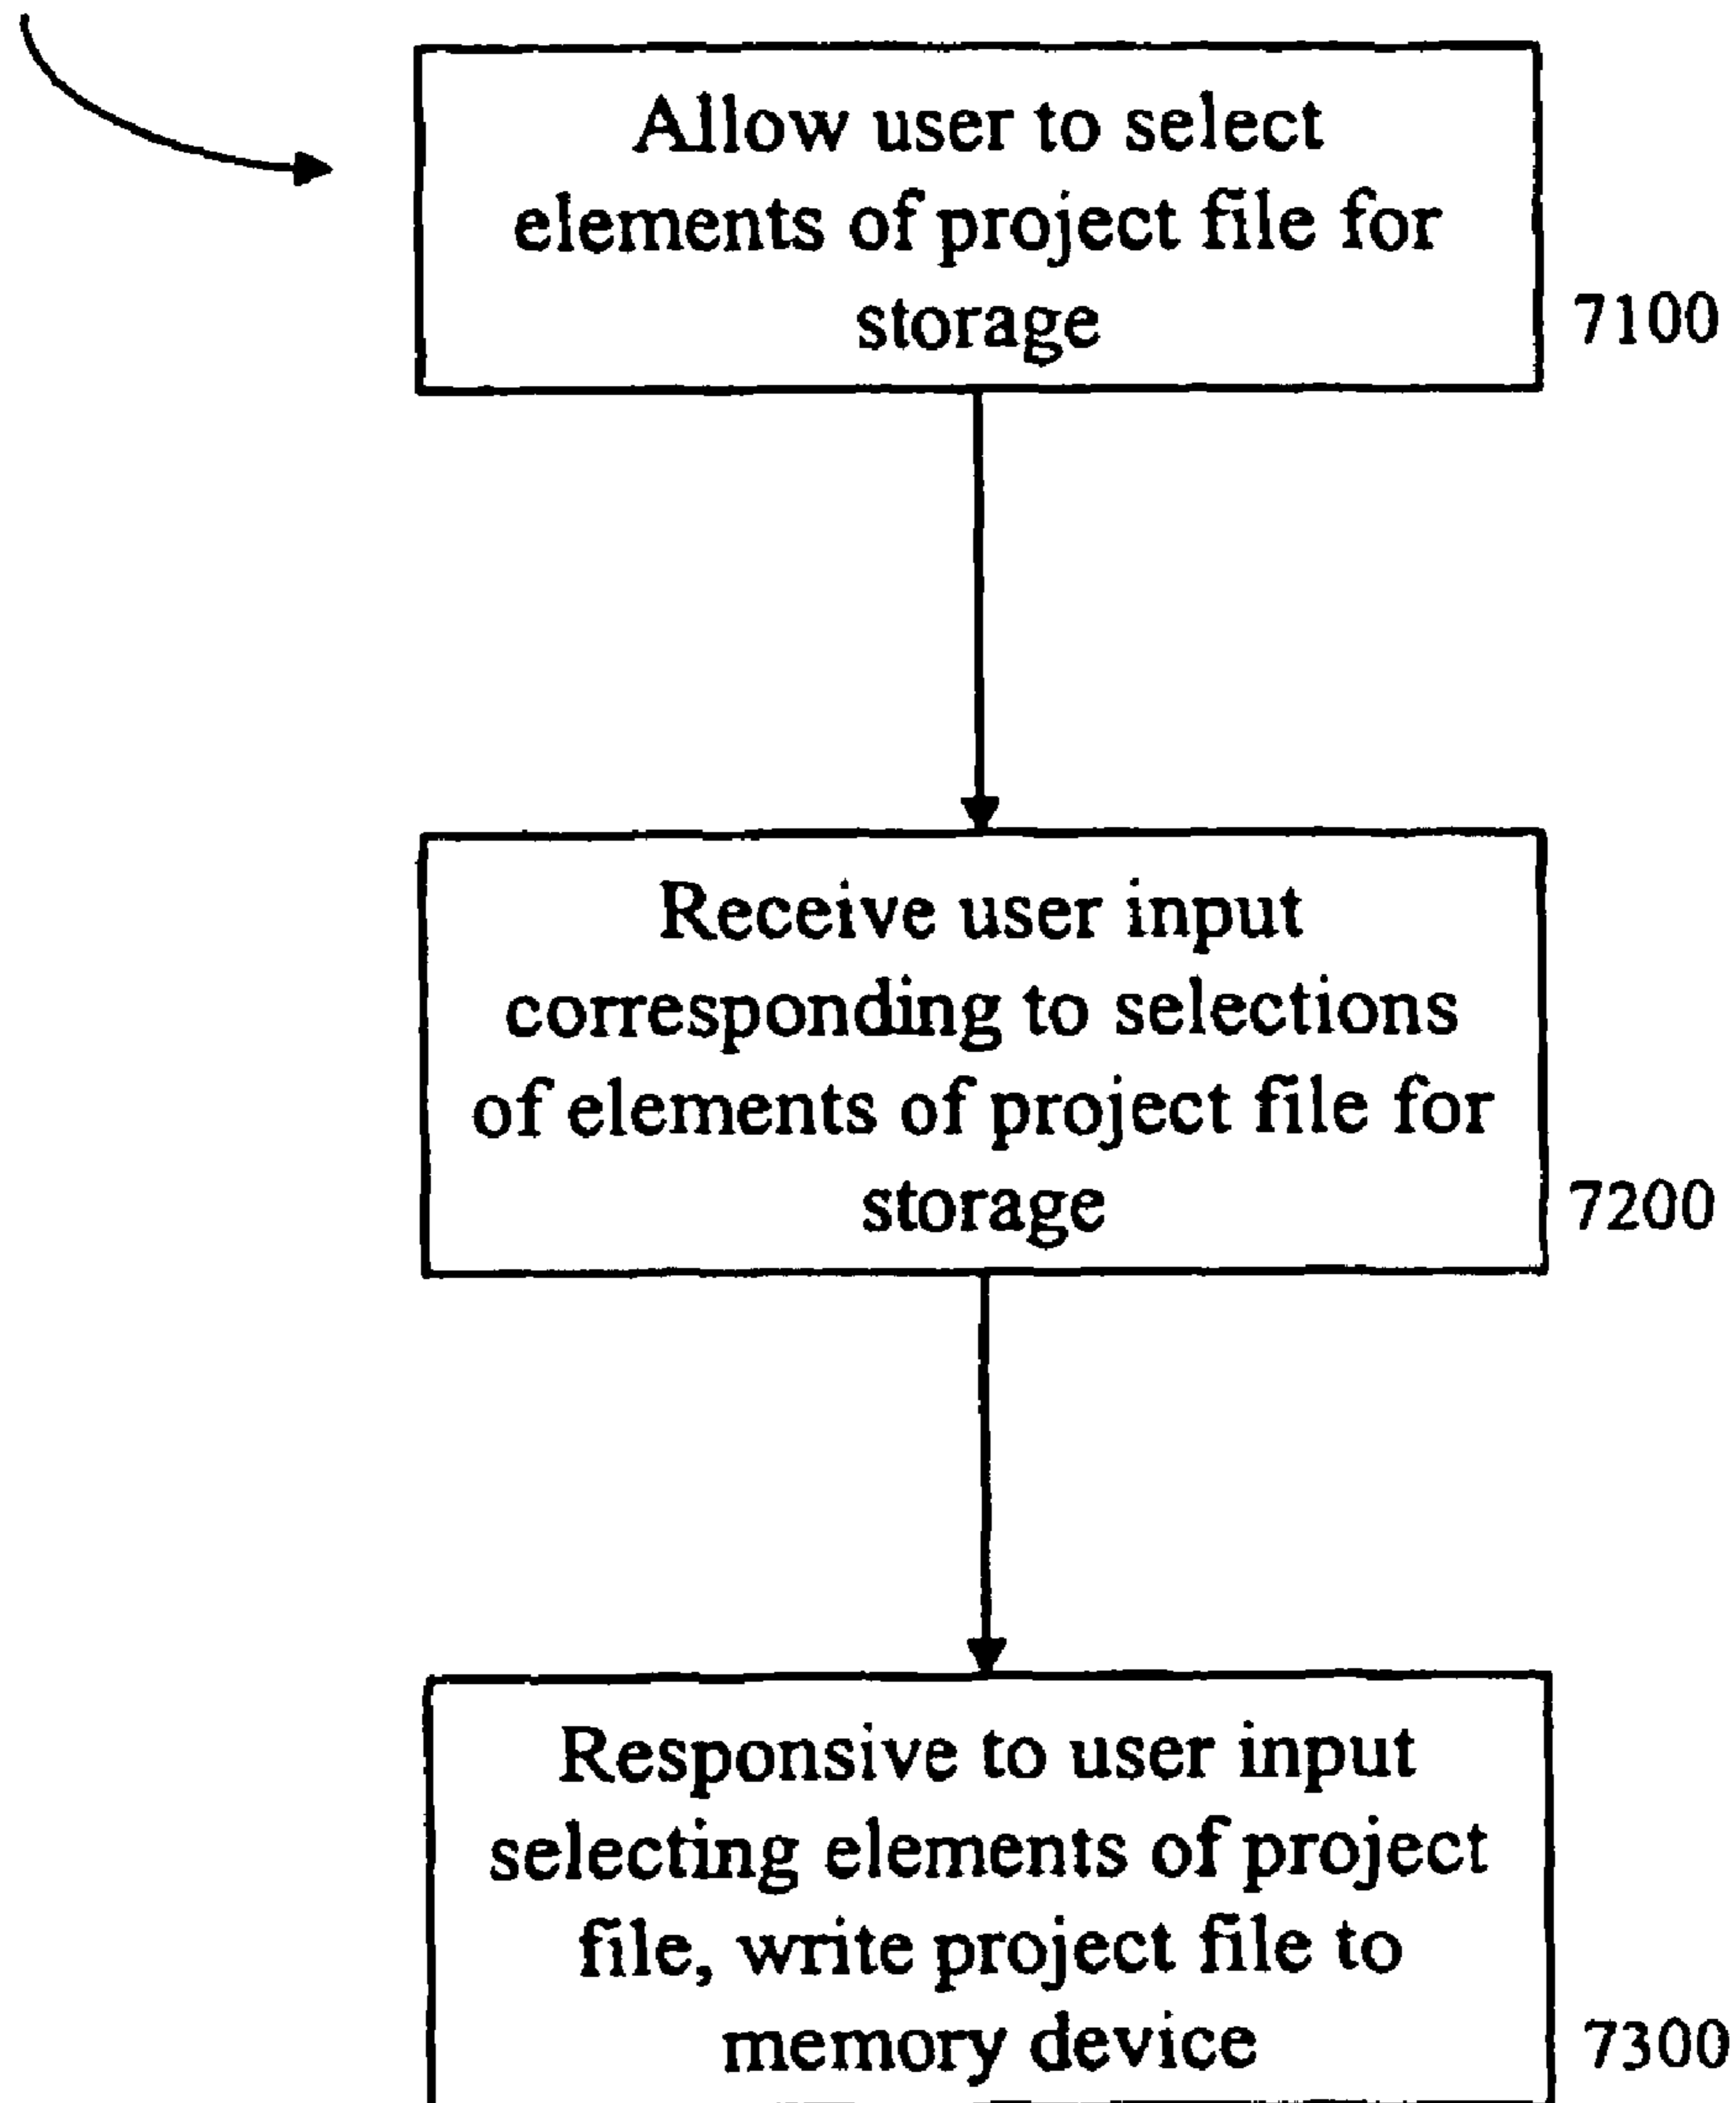 Allow user to select
elements of project file for
storage
7100
Receive user input
corresponding to selections
of elements of project file for
storage
7200
Responsive to user input
selecting elements of project
file, write project file to
memory device
7300